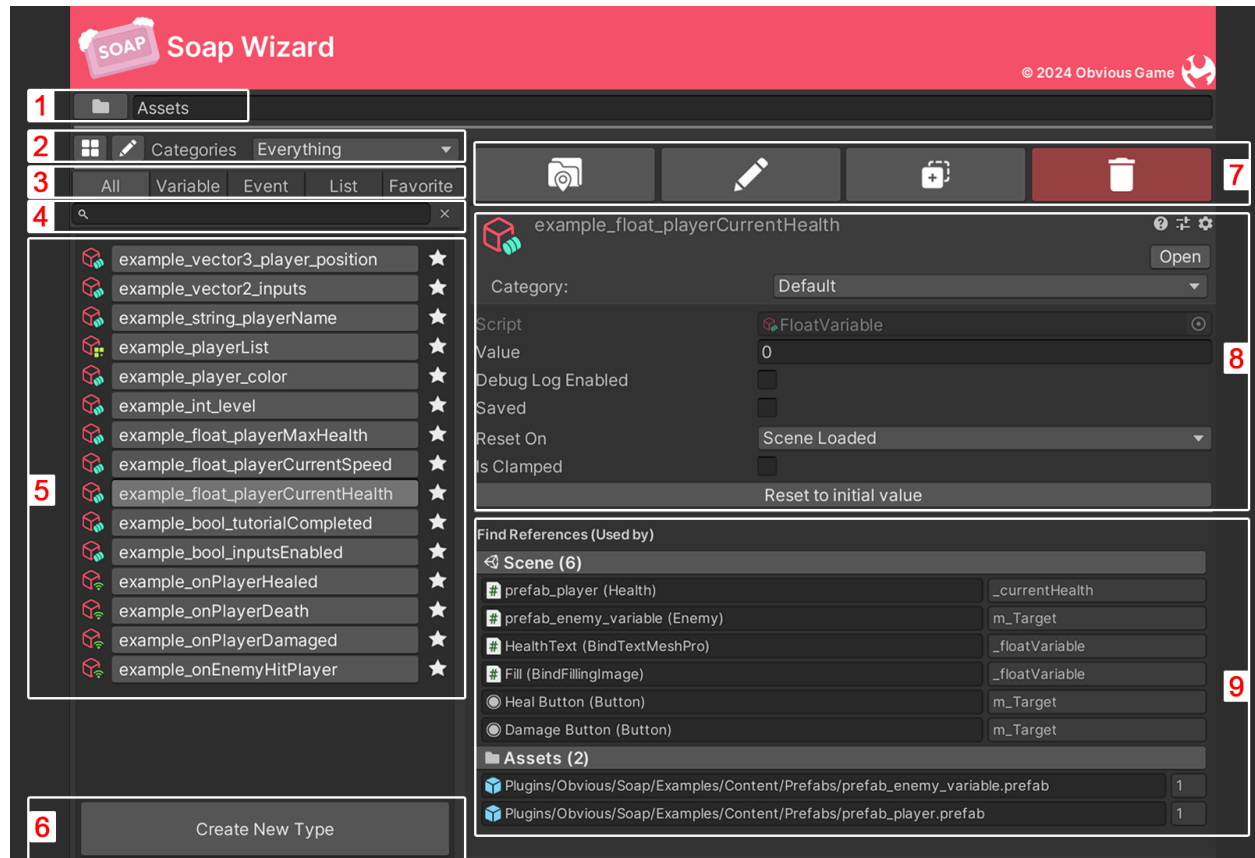 SOAP
Soap Wizard
© 2024 Obvious Game
1
Assets
2
Categories
Everything
3
All
Variable
Event
List
Favorite
4
5
example_vector3_player_position
example_vector2_inputs
example_string_playerName
example_playerList
example_player_color
example_int_level
example_float_playerMaxHealth
example_float_playerCurrentSpeed
example_float_playerCurrentHealth
example_bool_tutorialCompleted
example_bool_inputsEnabled
example_onPlayerHealed
example_onPlayerDeath
example_onPlayerDamaged
example_onEnemyHitPlayer
6
Create New Type
7
example_float_playerCurrentHealth
Open
Category:
Default
Script
FloatVariable
Value
0
Debug Log Enabled
Saved
Reset On
Scene Loaded
Is Clamped
Reset to initial value
8
Find References (Used by)
Scene (6)
prefab_player (Health)
_currentHealth
prefab_enemy_variable (Enemy)
m_Target
HealthText (BindTextMeshPro)
_floatVariable
Fill (BindFillingImage)
_floatVariable
Heal Button (Button)
m_Target
Damage Button (Button)
m_Target
Assets (2)
Plugins/Obvious/Soap/Examples/Content/Prefabs/prefab_enemy_variable.prefab
1
Plugins/Obvious/Soap/Examples/Content/Prefabs/prefab_player.prefab
1
9